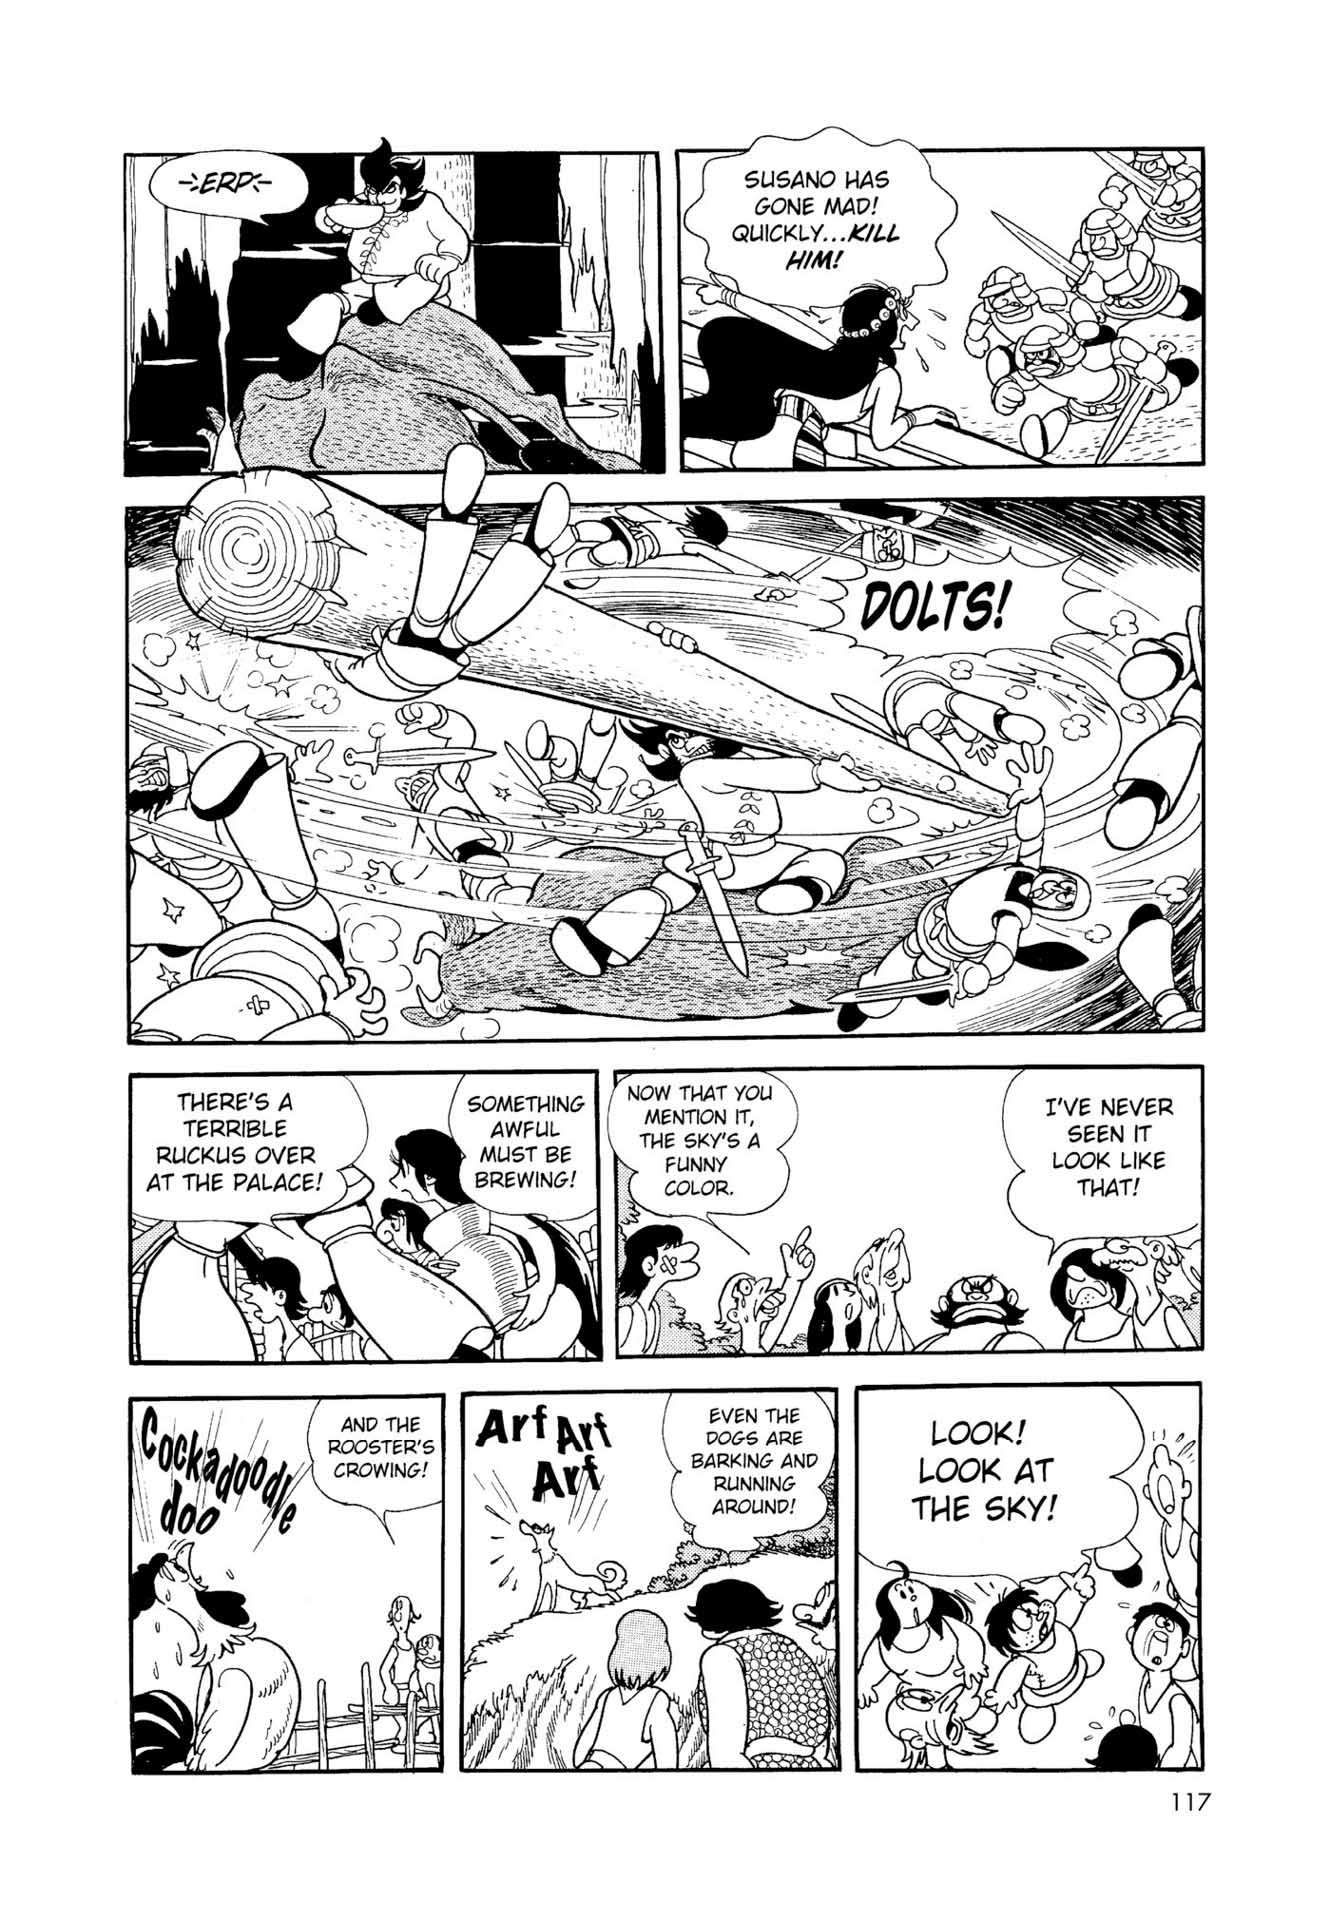 ERP
SUSANO HAS
GONE MAD!
QUICKLY...KILL
HIM!
DOLTS!
THERE'S A
TERRIBLE
RUCKUS OVER
AT THE PALACE!
SOMETHING
AWFUL
MUST BE
BREWING!
NOW THAT YOU
MENTION IT,
THE SKY'S A
FUNNY
COLOR.
I'VE NEVER
SEEN IT
LOOK LIKE
THAT!
Cockadoodle
doo
AND THE
ROOSTER'S
CROWING!
Arf Arf
Arf
EVEN THE
DOGS ARE
BARKING AND
RUNNING
AROUND!
LOOK!
LOOK AT
THE SKY!
117